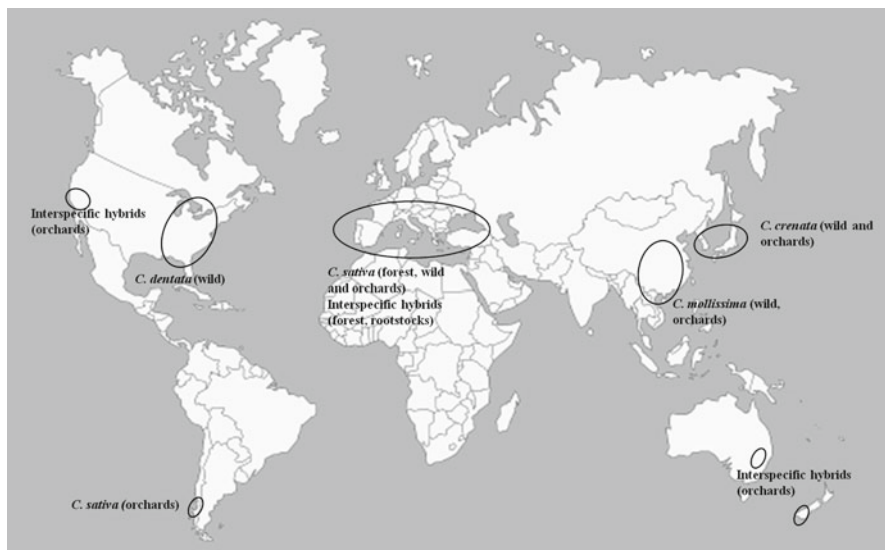 Interspecific hybrids
(orchards)
C. dentata (wild)
C. sativa (forest, wild
and orchards)
Interspecific hybrids
(forest, rootstocks)
C. crenata (wild and
orchards)
C. mollissima (wild,
orchards)
C. sativa (orchards)
Interspecific hybrids
(orchards)